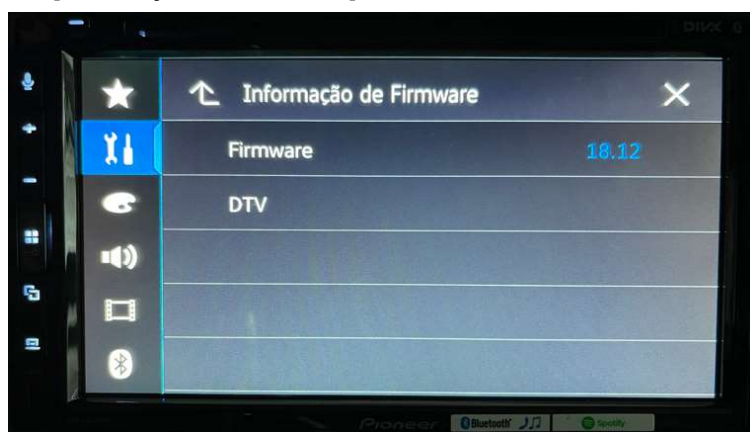 DIVX
Informação de Firmware
Firmware 18.12
DTV
Pioneer Bluetooth Spotify